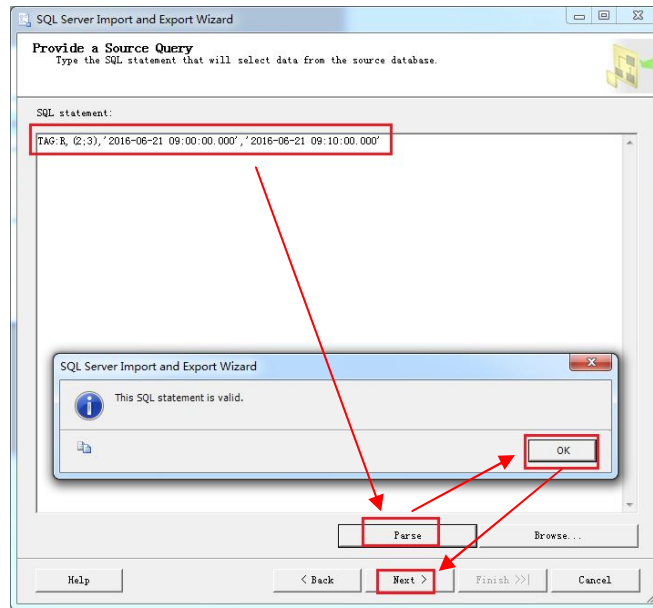 SQL Server Import and Export Wizard
Provide a Source Query
Type the SQL statement that will select data from the source database.
SQL statement:
TAG:R, (2;3),'2016-06-21 09:00:00.000','2016-06-21 09:10:00.000'
SQL Server Import and Export Wizard
This SQL statement is valid.
OK
Parse
Browse...
Help
< Back
Next >
Finish >>|
Cancel